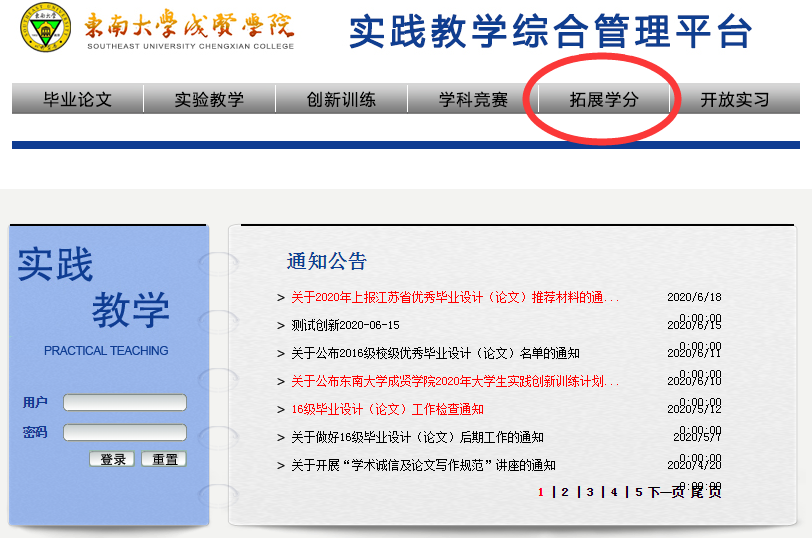 東南大學成賢學院
SOUTHEAST UNIVERSITY CHENGXIAN COLLEGE
实践教学综合管理平台
毕业论文 实验教学 创新训练 学科竞赛 拓展学分 开放实习
实践
教学
PRACTICAL TEACHING
用户
密码
登录 重置
通知公告
> 关于2020年上报江苏省优秀毕业设计（论文）推荐材料的通... 2020/6/18 0:00:00
> 测试创新2020-06-15 2020/6/15 0:00:00
> 关于公布2016级校级优秀毕业设计（论文）名单的通知 2020/6/11 0:00:00
> 关于公布东南大学成贤学院2020年大学生实践创新训练计划... 2020/6/10 0:00:00
> 16级毕业设计（论文）工作检查通知 2020/5/12 0:00:00
> 关于做好16级毕业设计（论文）后期工作的通知 2020/5/7 0:00:00
> 关于开展“学术诚信及论文写作规范”讲座的通知 2020/4/20 0:00:00
1 | 2 | 3 | 4 | 5 下一页 尾 页